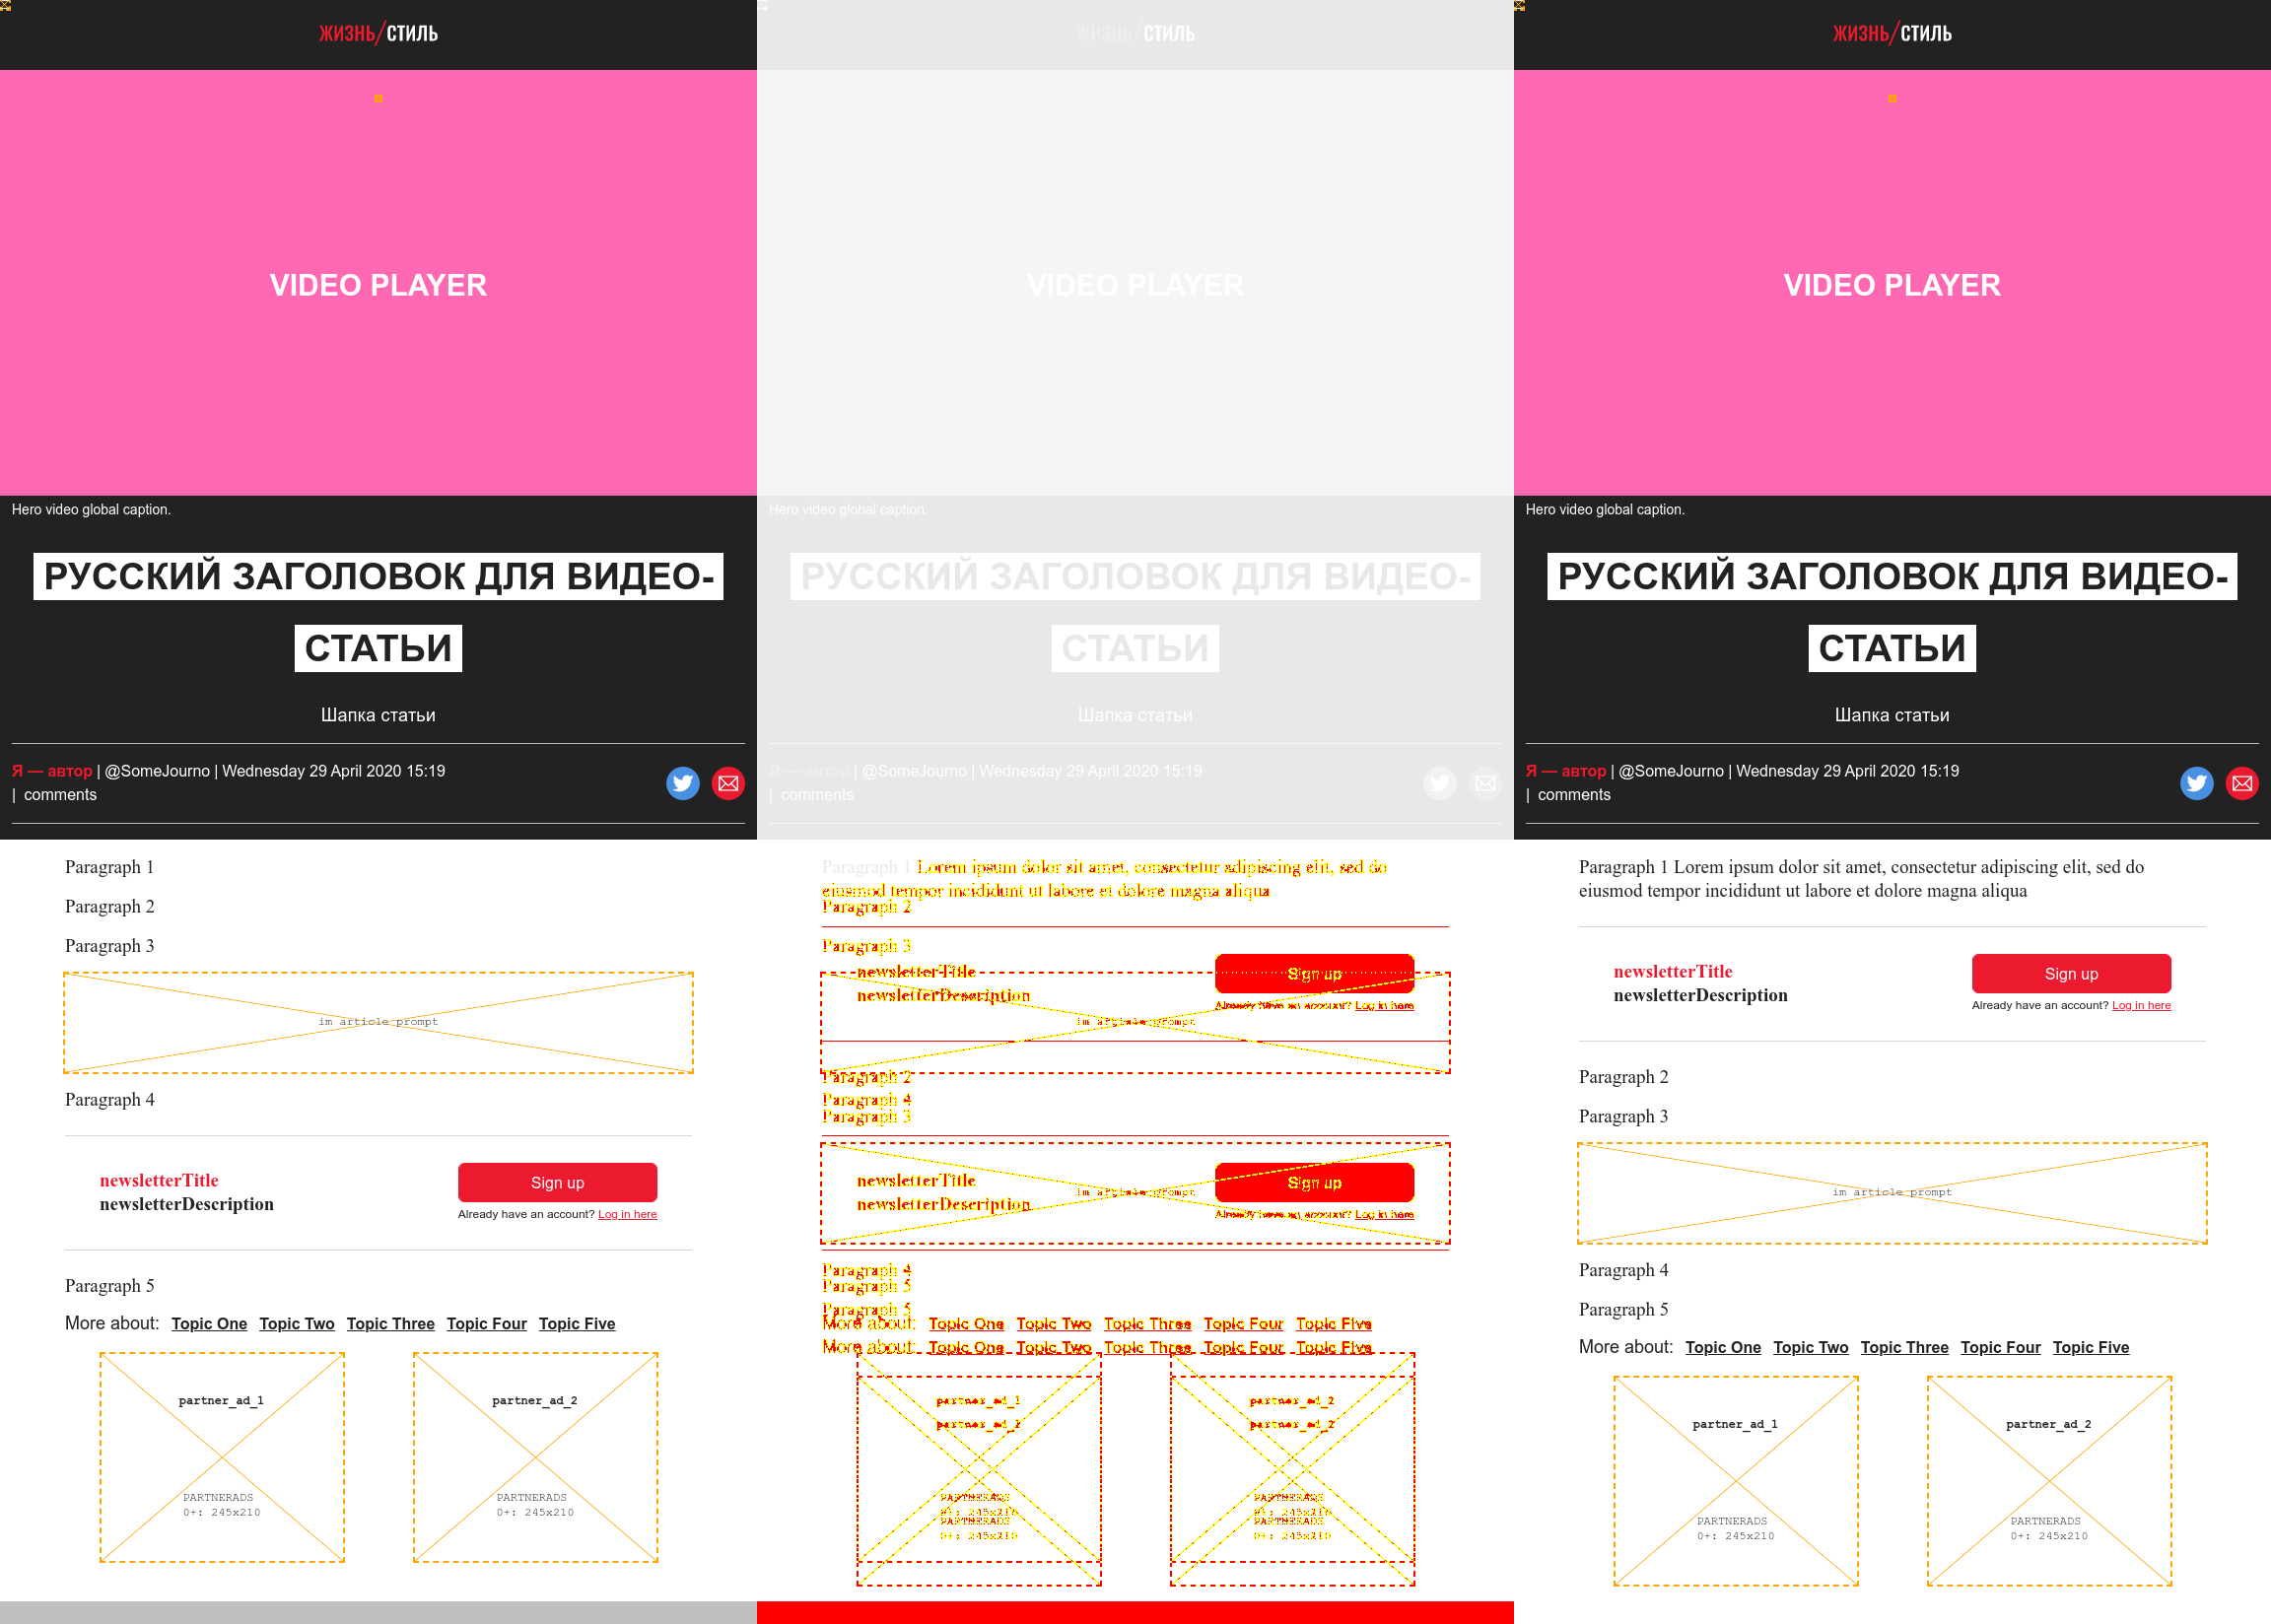 ЖИЗНЬ/СТИЛЬ
VIDEO PLAYER
Hero video global caption.
РУССКИЙ ЗАГОЛОВОК ДЛЯ ВИДЕО-
СТАТЬИ
Шапка статьи
Я — автор | @SomeJourno | Wednesday 29 April 2020 15:19
| comments
Paragraph 1
Paragraph 2
Paragraph 3
im article prompt
Paragraph 4
newsletterTitle
newsletterDescription
Sign up
Already have an account? Log in here
Paragraph 5
More about: Topic One Topic Two Topic Three Topic Four Topic Five
partner_ad_1
PARTNERADS
0+: 245x210
partner_ad_2
PARTNERADS
0+: 245x210
ЖИЗНЬ/СТИЛЬ
VIDEO PLAYER
Hero video global caption.
РУССКИЙ ЗАГОЛОВОК ДЛЯ ВИДЕО-
СТАТЬИ
Шапка статьи
Я — автор | @SomeJourno | Wednesday 29 April 2020 15:19
| comments
Paragraph 1 Lorem ipsum dolor sit amet, consectetur adipiscing elit, sed do
eiusmod tempor incididunt ut labore et dolore magna aliqua
Paragraph 2
Paragraph 3
newsletterTitle
newsletterDescription
Sign up
Already have an account? Log in here
im article prompt
Paragraph 2
Paragraph 4
Paragraph 3
newsletterTitle
newsletterDescription
im article prompt
Sign up
Already have an account? Log in here
Paragraph 4
Paragraph 5
Paragraph 5
More about: Topic One Topic Two Topic Three Topic Four Topic Five
More about: Topic One Topic Two Topic Three Topic Four Topic Five
partner_ad_1
partner_ad_1
PARTNERADS
0+: 245x210
PARTNERADS
0+: 245x210
partner_ad_2
partner_ad_2
PARTNERADS
0+: 245x210
PARTNERADS
0+: 245x210
ЖИЗНЬ/СТИЛЬ
VIDEO PLAYER
Hero video global caption.
РУССКИЙ ЗАГОЛОВОК ДЛЯ ВИДЕО-
СТАТЬИ
Шапка статьи
Я — автор | @SomeJourno | Wednesday 29 April 2020 15:19
| comments
Paragraph 1 Lorem ipsum dolor sit amet, consectetur adipiscing elit, sed do
eiusmod tempor incididunt ut labore et dolore magna aliqua
newsletterTitle
newsletterDescription
Sign up
Already have an account? Log in here
Paragraph 2
Paragraph 3
im article prompt
Paragraph 4
Paragraph 5
More about: Topic One Topic Two Topic Three Topic Four Topic Five
partner_ad_1
PARTNERADS
0+: 245x210
partner_ad_2
PARTNERADS
0+: 245x210